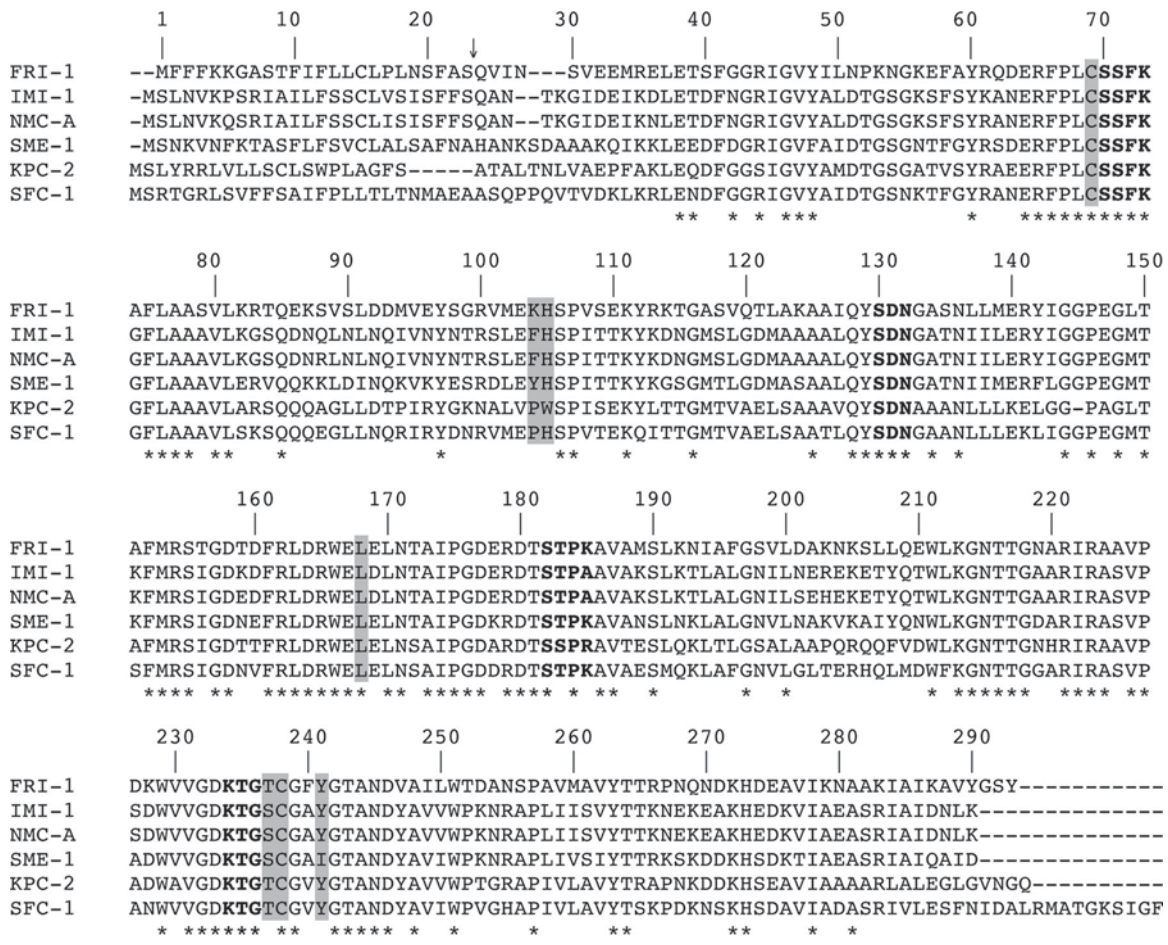 1 10 20 30 40 50 60 70
FRI-1 --MFFFKKGASTFIFLLCLPLNSFASQVIN---SVEEMRELETSFGGRIGVYILNPKNGKEFAYRQDERFPLCSSFK
IMI-1 -MSLNVKPSRIAILFSSCLVSISFFSQAN--TKGIDEIKDLETDFNGRIGVYALDTGSGKSFSYKANERFPLCSSFK
NMC-A -MSLNVKQSRIAILFSSCLISISFFSQAN--TKGIDEIKNLETDFNGRIGVYALDTGSGKSFSYKANERFPLCSSFK
SME-1 -MSNKVNFKTASFLFSVCLALSAFNAHANKSDAAAKQIKKLEEDFDGRIGVFAIDTGSGNTFGYRSDERFPLCSSFK
KPC-2 MSLYRRLVLLSCLSWPLAGFS-----ATALTNLVAEPFAKLEQDFGGSIGVYAMDTGSGATVSYRAEERFPLCSSFK
SFC-1 MSRTGRLSVFFSAIFPLLTLTNMAEAASQPPQVTVDKLKRLENDFGGRIGVYAIDTGSNKTFGYRANERFPLCSSFK
** * * *** * **********
80 90 100 110 120 130 140 150
FRI-1 AFLAASVLKRTQEKSVSLDDMVEYSGRVMEKHSPVSEKYRKTGASVQTLAKAAIQYSDNGASNLLMERYIGGPEGLT
IMI-1 GFLAAAVLKGSQDNQLNLNQIVNYNTRSLEFHSPITTKYKDNGMSLGDMAAAALQYSDNGATNIILERYIGGPEGMT
NMC-A GFLAAAVLKGSQDNRLNLNQIVNYNTRSLEFHSPITTKYKDNGMSLGDMAAAALQYSDNGATNIILERYIGGPEGMT
SME-1 GFLAAAVLERVQQKKLDINQKVKYESRDLEYHSPITTKYKGSGMTLGDMASAALQYSDNGATNIIMERFLGGPEGMT
KPC-2 GFLAAAVLARSQQQAGLLDTPIRYGKNALVPWSPISEKYLTTGMTVAELSAAAVQYSDNAAANLLLKELGG-PAGLT
SFC-1 GFLAAAVLSKSQQQEGLLNQRIRYDNRVMEPHSPVTEKQITTGMTVAELSAATLQYSDNGAANLLLEKLIGGPEGMT
**** ** * * ** * * * ***** * * * * *
160 170 180 190 200 210 220
FRI-1 AFMRSTGDTDFRLDRWELELNTAIPGDERDTSTPKAVAMSLKNIAFGSVLDAKNKSLLQEWLKGNTTGNARIRAAVP
IMI-1 KFMRSIGDKDFRLDRWELDLNTAIPGDERDTSTPAAVAKSLKTLALGNILNEREKETYQTWLKGNTTGAARIRASVP
NMC-A KFMRSIGDEDFRLDRWELDLNTAIPGDERDTSTPAAVAKSLKTLALGNILSEHEKETYQTWLKGNTTGAARIRASVP
SME-1 KFMRSIGDNEFRLDRWELELNTAIPGDKRDTSTPKAVANSLNKLALGNVLNAKVKAIYQNWLKGNTTGDARIRASVP
KPC-2 AFMRSIGDTTFRLDRWELELNSAIPGDARDTSSPRAVTESLQKLTLGSALAAPQRQQFVDWLKGNTTGNHRIRAAVP
SFC-1 SFMRSIGDNVFRLDRWELELNSAIPGDDRDTSTPKAVAESMQKLAFGNVLGLTERHQLMDWFKGNTTGGARIRASVP
**** ** ******** ** ***** **** * ** * * * * ****** **** **
230 240 250 260 270 280 290
FRI-1 DKWVVGDKTGTCGFYGTANDVAILWTDANSPAVMAVYTTRPNQNDKHDEAVIKNAAKIAIKAVYGSY-----------
IMI-1 SDWVVGDKTGSCGAYGTANDYAVVWPKNRAPLIISVYTTKNEKEAKHEDKVIAEASRIAIDNLK--------------
NMC-A SDWVVGDKTGSCGAYGTANDYAVVWPKNRAPLIISVYTTKNEKEAKHEDKVIAEASRIAIDNLK--------------
SME-1 ADWVVGDKTGSCGAIGTANDYAVIWPKNRAPLIVSIYTTRKSKDDKHSDKTIAEASRIAIQAID--------------
KPC-2 ADWAVGDKTGTCGVYGTANDYAVVWPTGRAPIVLAVYTRAPNKDDKHSEAVIAAAARLALEGLGVNGQ----------
SFC-1 ANWVVGDKTGTCGVYGTANDYAVIWPVGHAPIVLAVYTSKPDKNSKHSDAVIADASRIVLESFNIDALRMATGKSIGF
* ****** ** ***** * * * ** ** * *